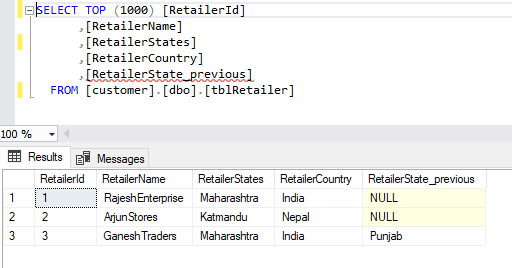 SELECT TOP (1000) [RetailerId]
,[RetailerName]
,[RetailerStates]
,[RetailerCountry]
,[RetailerState_previous]
FROM [customer].[dbo].[tblRetailer]
100 %
Results Messages
RetailerId RetailerName RetailerStates RetailerCountry RetailerState_previous
1 1 RajeshEnterprise Maharashtra India NULL
2 2 ArjunStores Katmandu Nepal NULL
3 3 GaneshTraders Maharashtra India Punjab